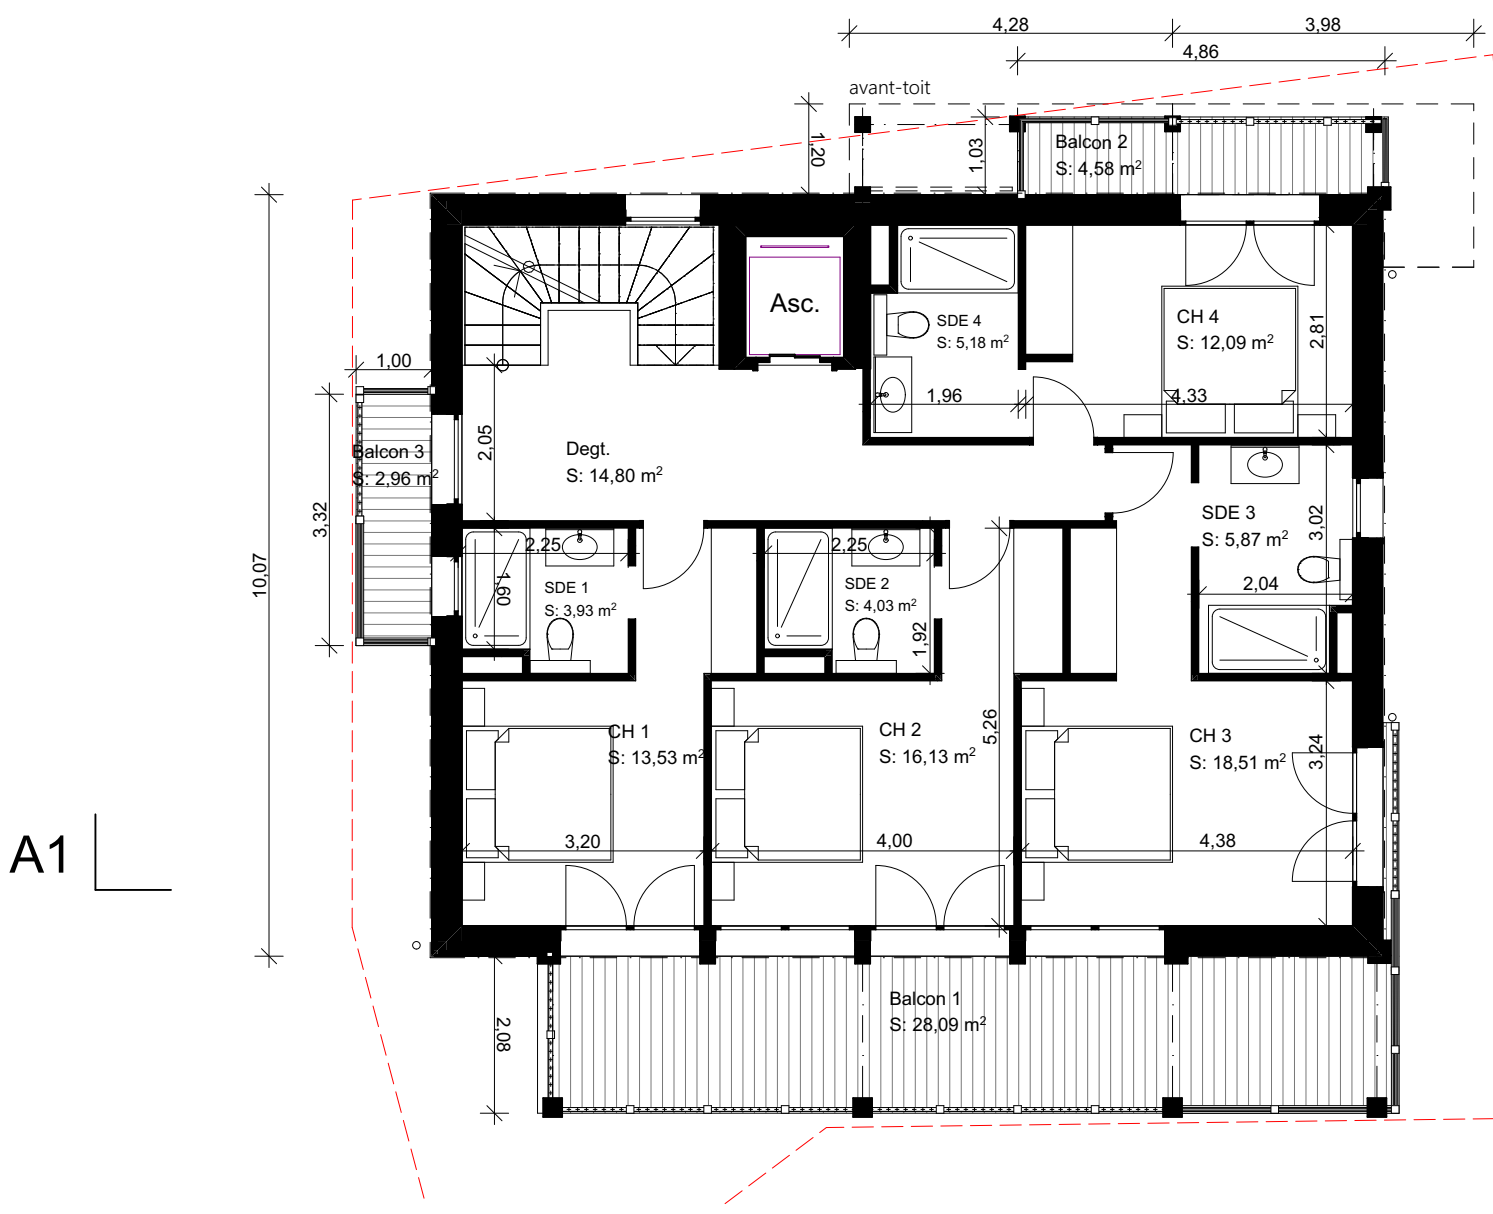 4,28
3,98
4,86
avant-toit
1,20
1,03
Balcon 2
S: 4,58 m²
Asc.
SDE 4
S: 5,18 m²
CH 4
S: 12,09 m²
2,81
1,00
1,96
4,33
Balcon 3
S: 2,96 m²
2,05
Degt.
S: 14,80 m²
3,32
10,07
SDE 3
S: 5,87 m²
3,02
2,25
2,25
1,60
SDE 1
S: 3,93 m²
SDE 2
S: 4,03 m²
2,04
1,92
CH 1
S: 13,53 m²
CH 2
S: 16,13 m²
5,26
CH 3
S: 18,51 m²
3,24
A1
3,20
4,00
4,38
Balcon 1
S: 28,09 m²
2,08